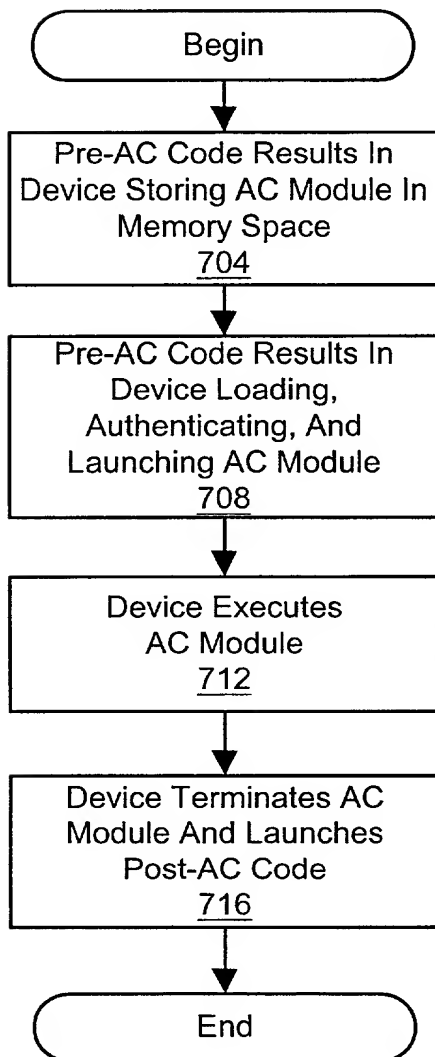 Begin
Pre-AC Code Results In
Device Storing AC Module In
Memory Space
704
Pre-AC Code Results In
Device Loading,
Authenticating, And
Launching AC Module
708
Device Executes
AC Module
712
Device Terminates AC
Module And Launches
Post-AC Code
716
End